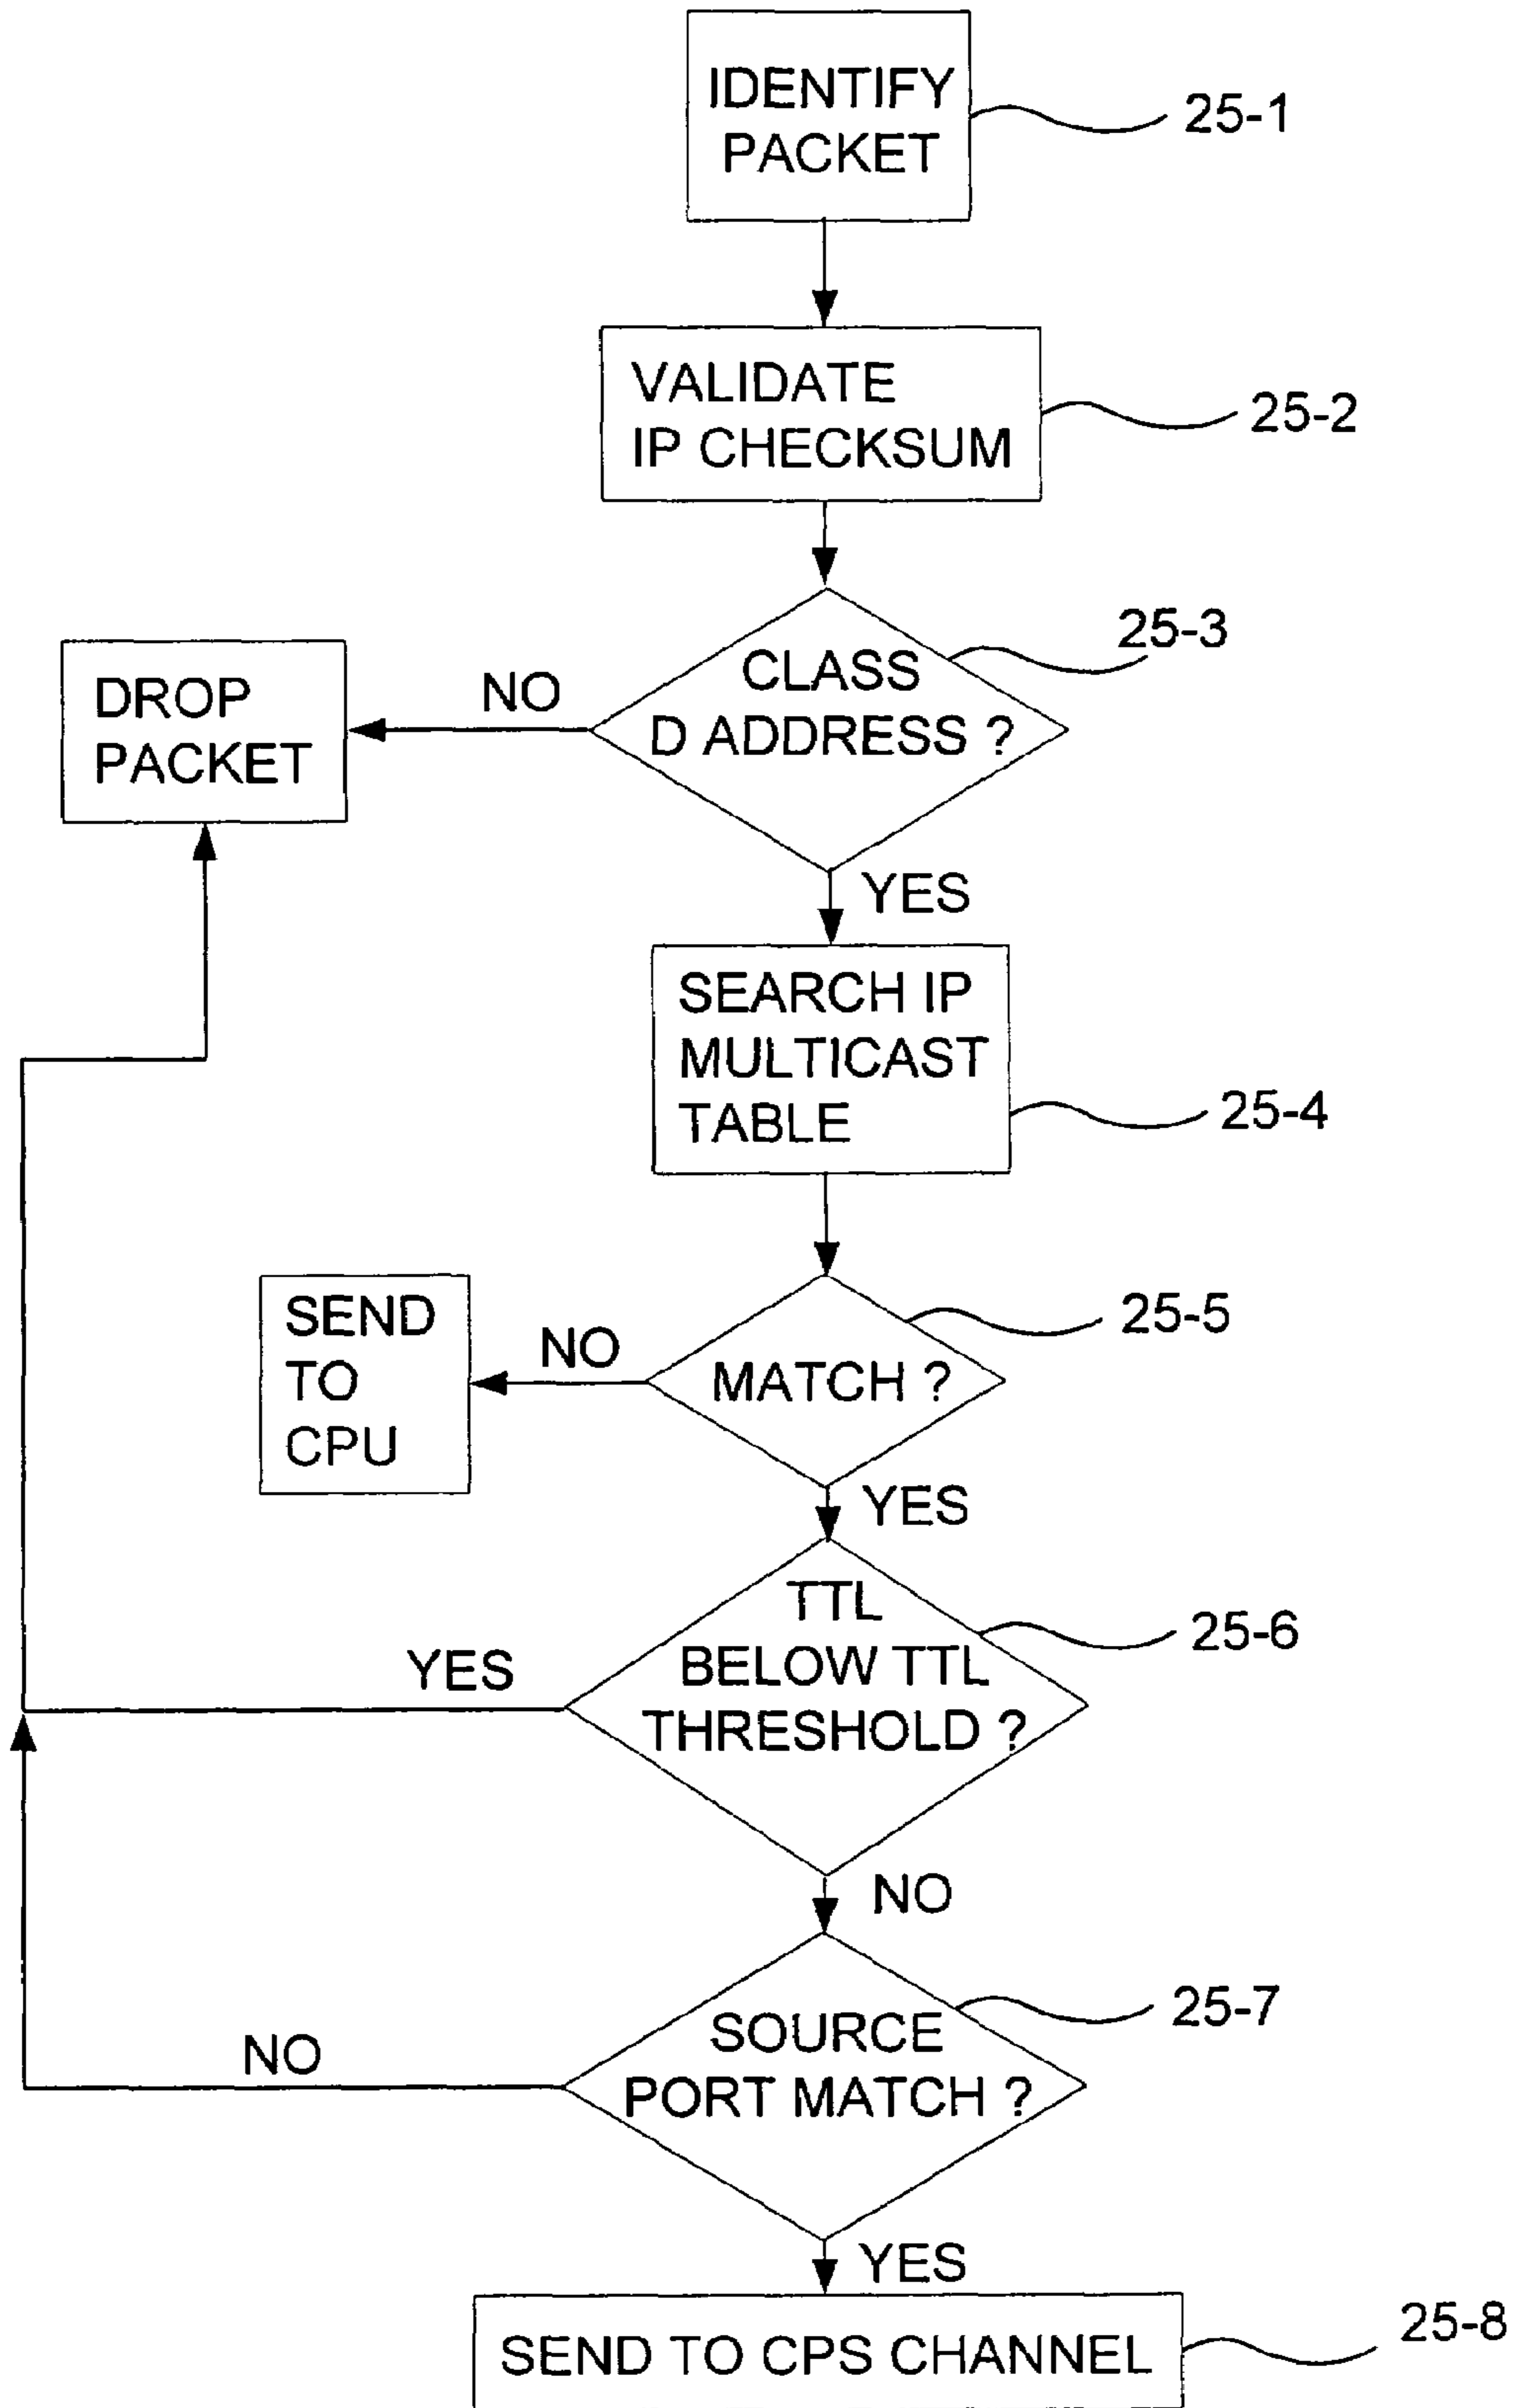 IDENTIFY
PACKET
25-1
VALIDATE
IP CHECKSUM
25-2
CLASS
D ADDRESS ?
25-3
NO
DROP
PACKET
YES
SEARCH IP
MULTICAST
TABLE
25-4
MATCH ?
25-5
NO
SEND
TO
CPU
YES
TTL
BELOW TTL
THRESHOLD ?
25-6
YES
NO
SOURCE
PORT MATCH ?
25-7
NO
YES
SEND TO CPS CHANNEL
25-8